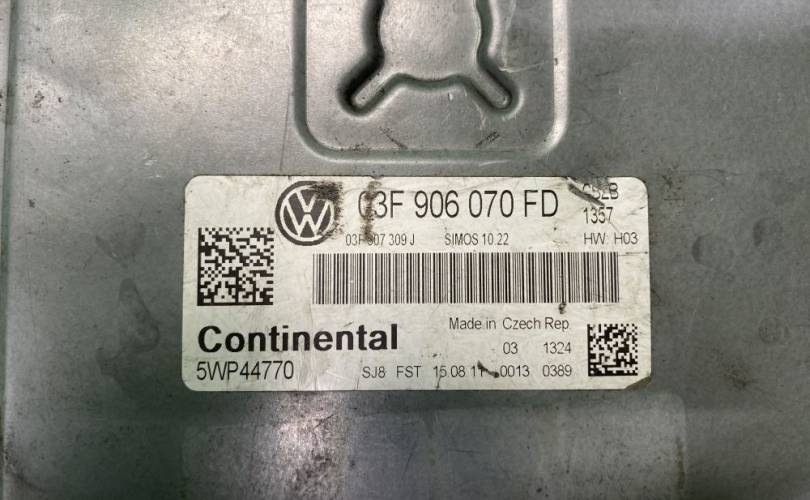 03F 906 070 FD CBZB
1357
03F 907 309 J SIMOS 10.22 HW: H03
Continental
Made in Czech Rep.
03 1324
5WP44770
SJ8 FST 15.08 11 0013 0389